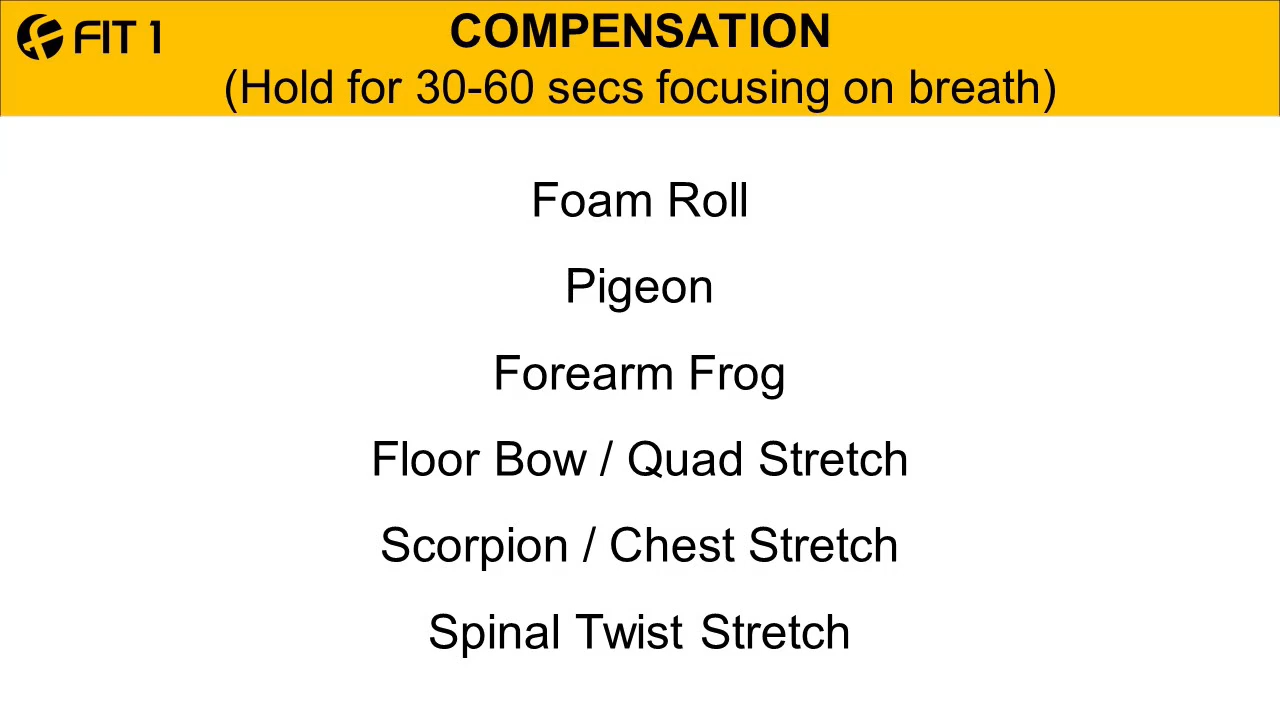 FIT 1
COMPENSATION
(Hold for 30-60 secs focusing on breath)
Foam Roll
Pigeon
Forearm Frog
Floor Bow / Quad Stretch
Scorpion / Chest Stretch
Spinal Twist Stretch